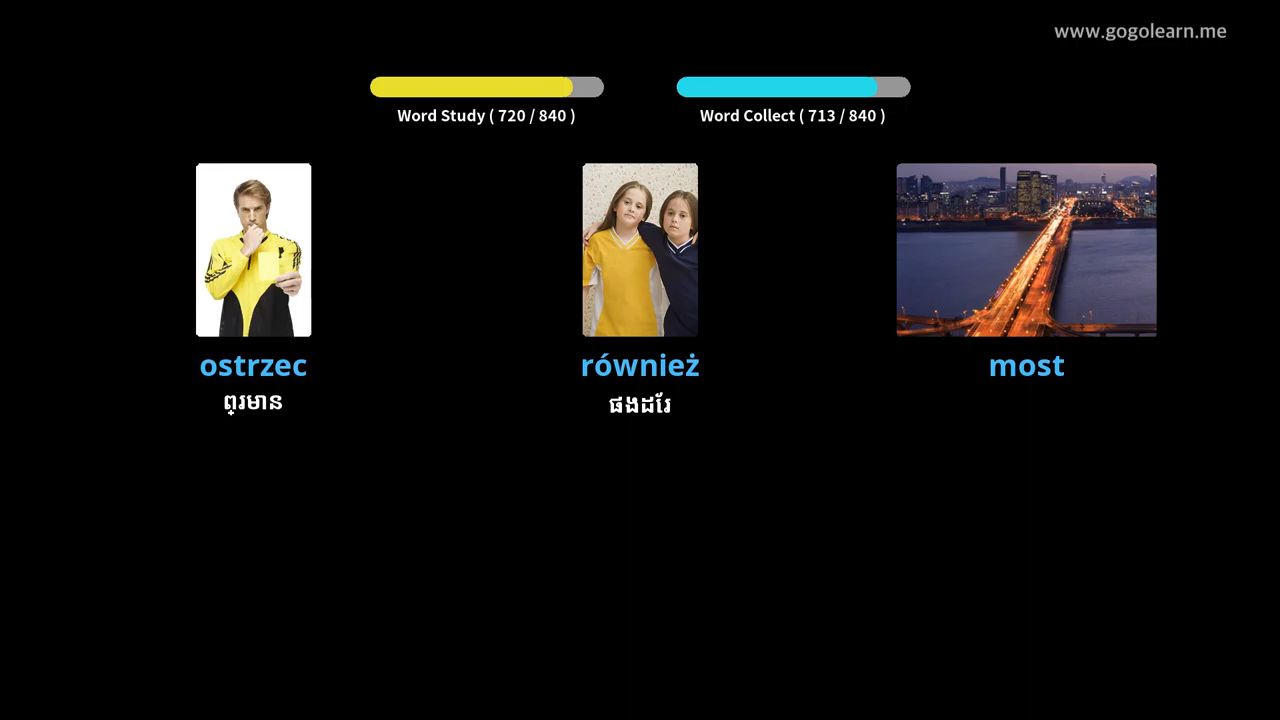 www.gogolearn.me
Word Study ( 720 / 840 )
Word Collect ( 713 / 840 )
ostrzec
ព្រមាន
również
ផងដែរ
most